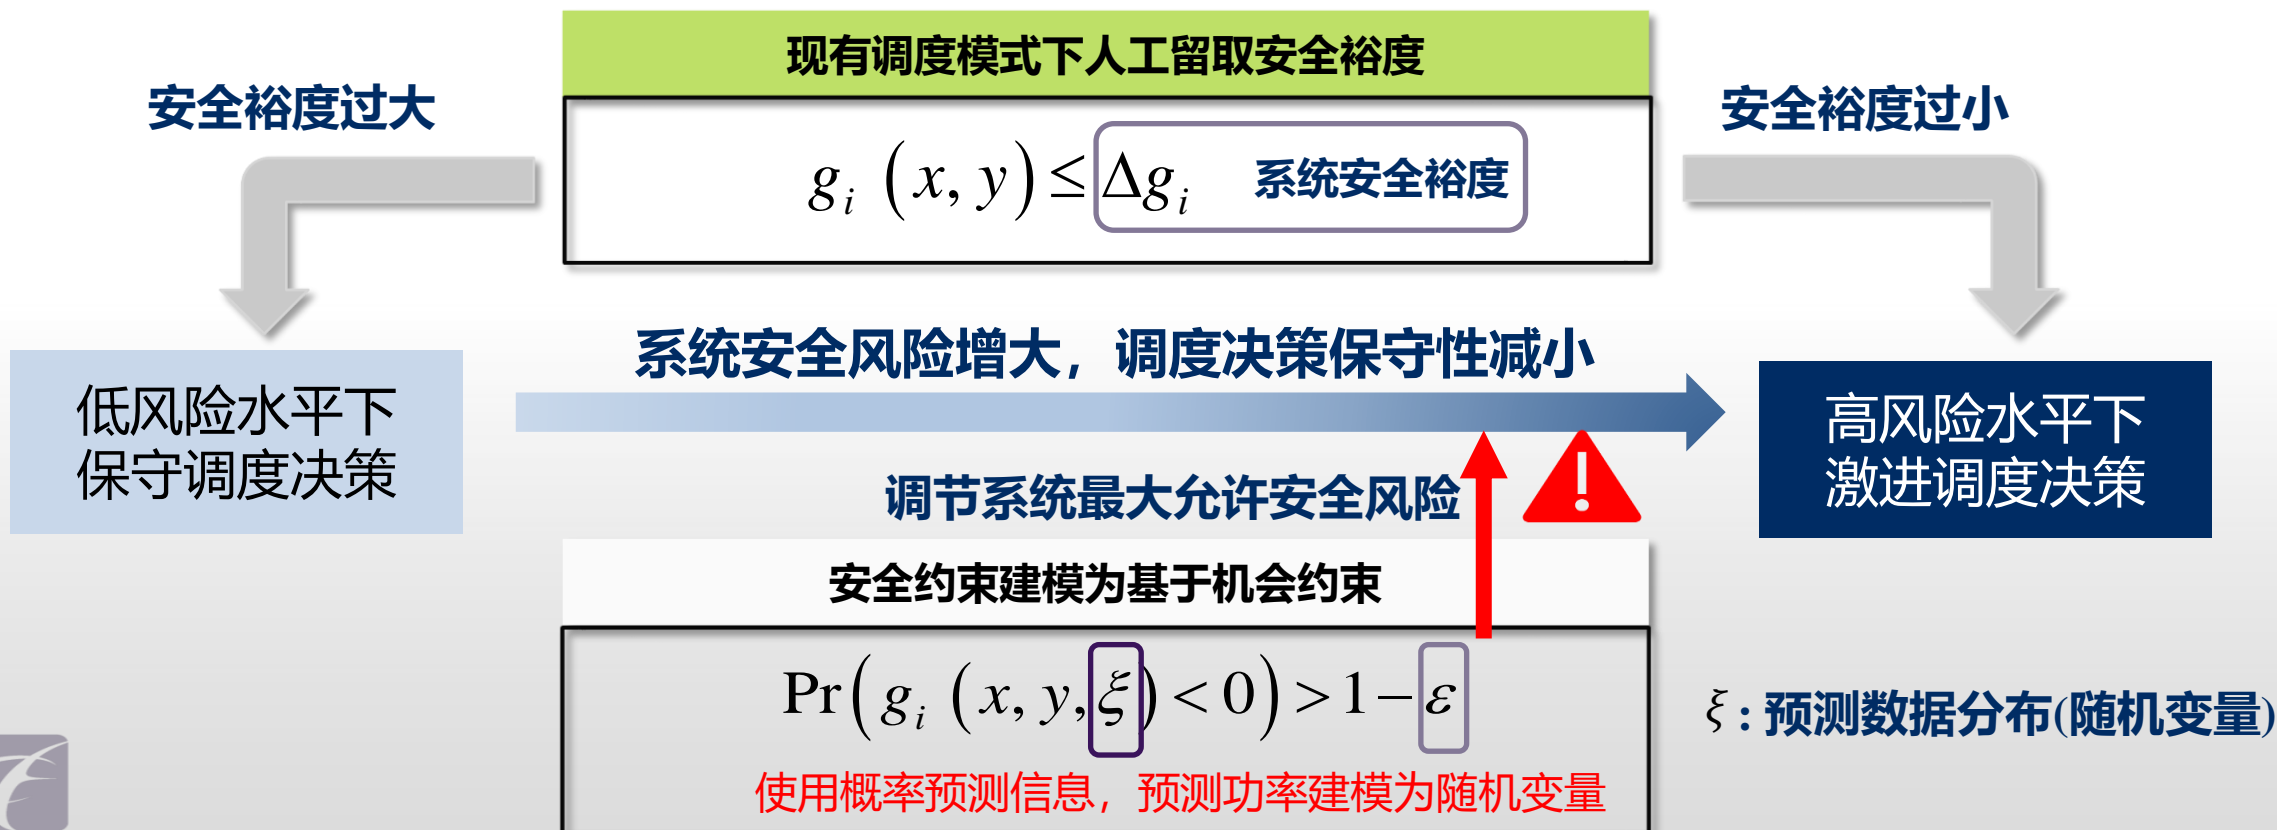 现有调度模式下人工留取安全裕度
安全裕度过大
安全裕度过小
g_i (x, y) ≤ Δg_i 系统安全裕度
系统安全风险增大，调度决策保守性减小
低风险水平下
保守调度决策
高风险水平下
激进调度决策
调节系统最大允许安全风险
安全约束建模为基于机会约束
Pr(g_i (x, y, ξ) < 0) > 1 − ε
ξ：预测数据分布(随机变量)
使用概率预测信息，预测功率建模为随机变量